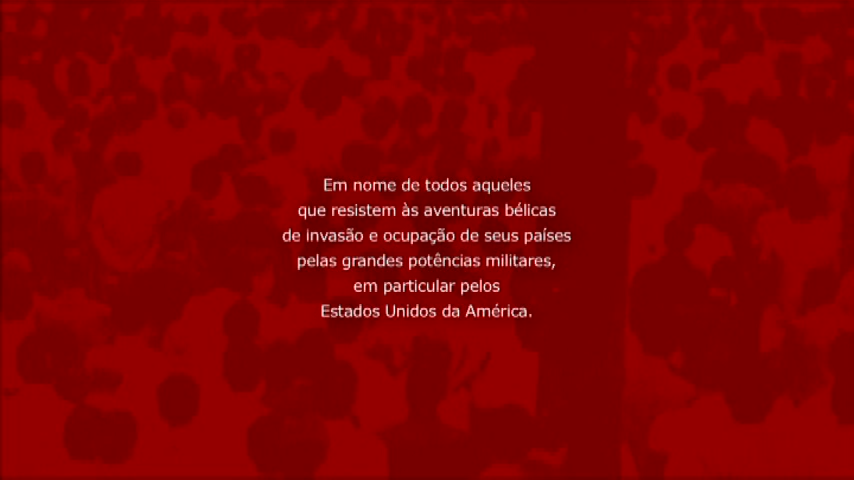 Em nome de todos aqueles
que resistem às aventuras bélicas
de invasão e ocupação de seus países
pelas grandes potências militares,
em particular pelos
Estados Unidos da América.